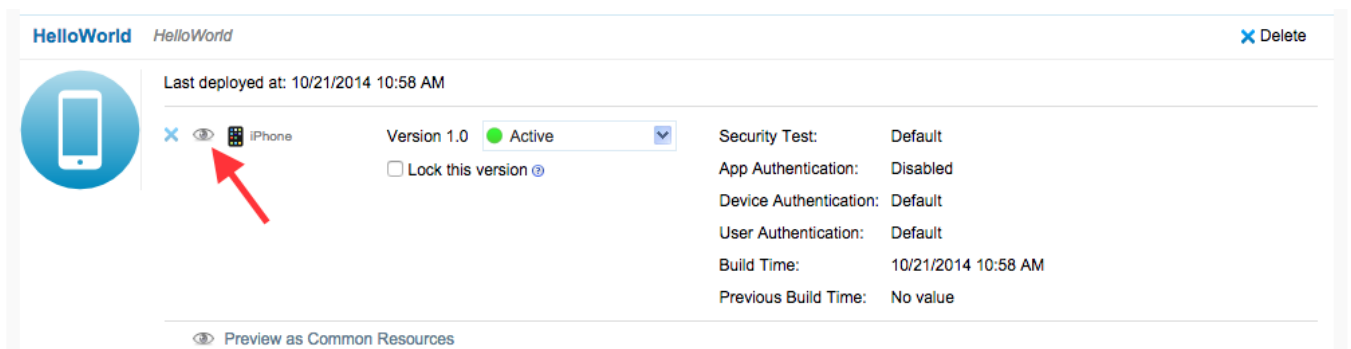 HelloWorld HelloWorld Delete
Last deployed at: 10/21/2014 10:58 AM
iPhone Version 1.0 Active Security Test: Default
Lock this version App Authentication: Disabled
Device Authentication: Default
User Authentication: Default
Build Time: 10/21/2014 10:58 AM
Previous Build Time: No value
Preview as Common Resources